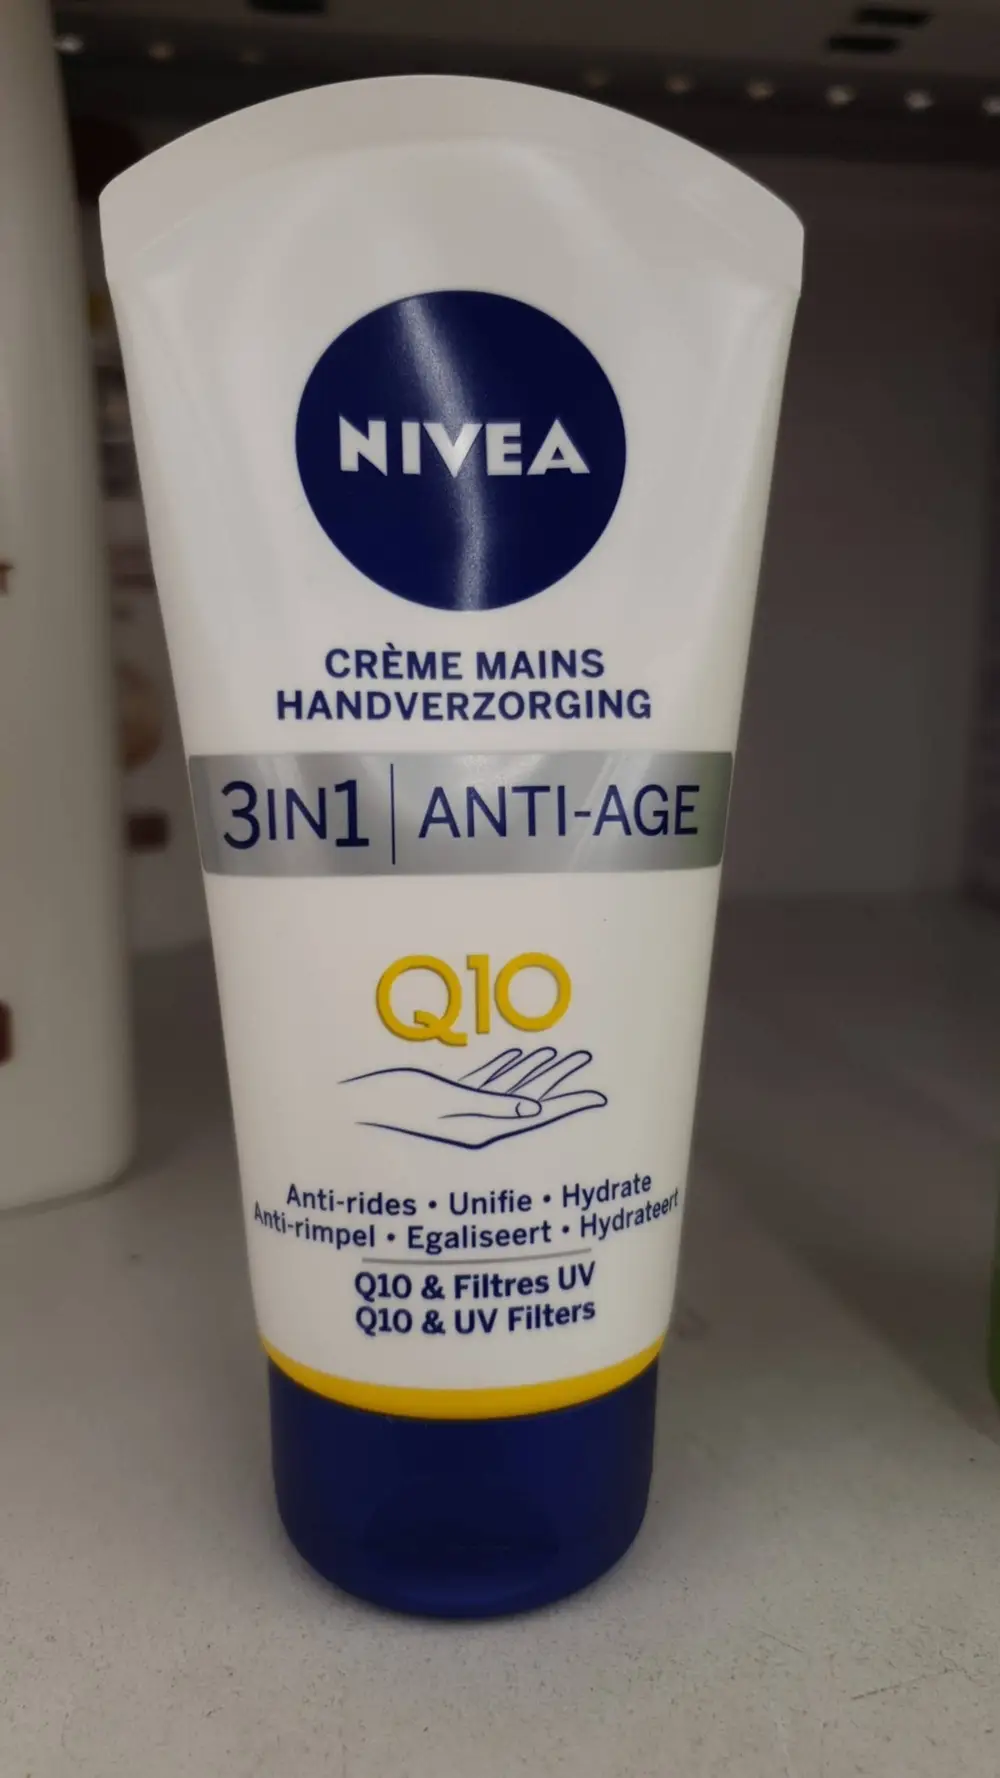 NIVEA
CRÈME MAINS
HANDVERZORGING
3IN1 | ANTI-AGE
Q10
Anti-rides • Unifie • Hydrate
Anti-rimpel • Egaliseert • Hydrateert
Q10 & Filtres UV
Q10 & UV Filters